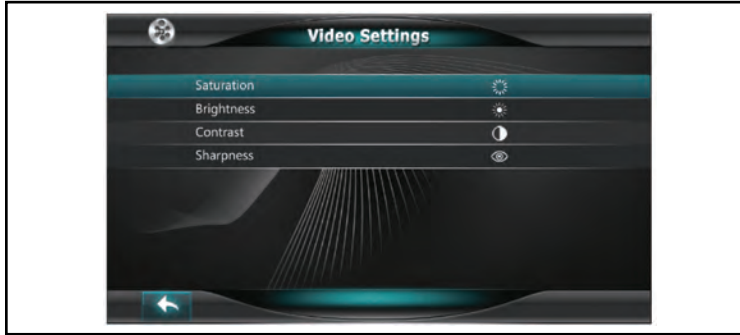 Video Settings
Saturation
Brightness
Contrast
Sharpness